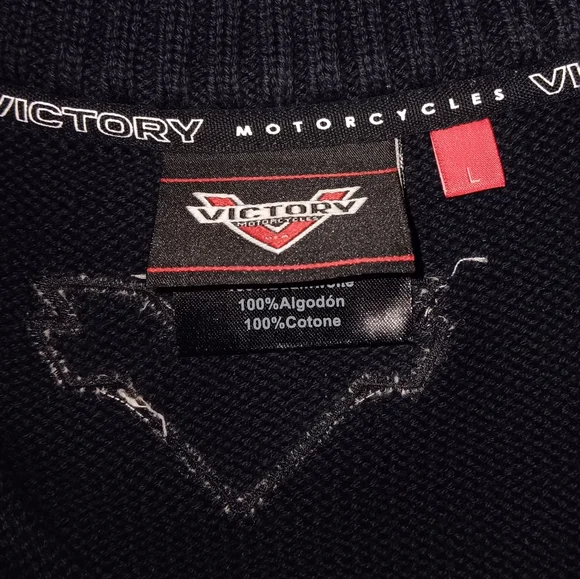 VICTORY MOTORCYCLES VI
L
VICTORY
MOTORCYCLES
100%Algodón
100%Cotone